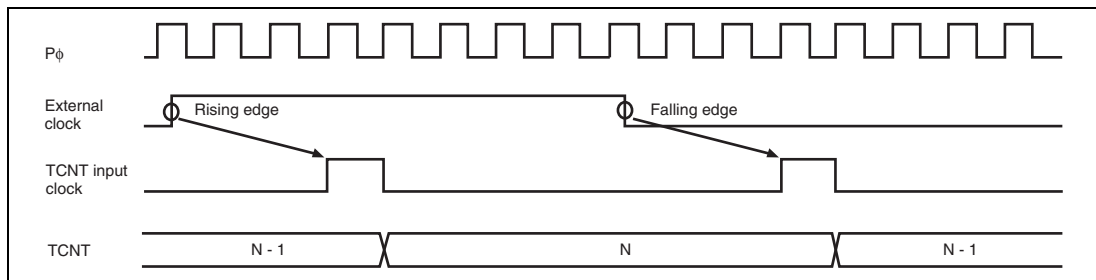 Pϕ
External
clock
Rising edge
Falling edge
TCNT input
clock
TCNT
N - 1
N
N - 1